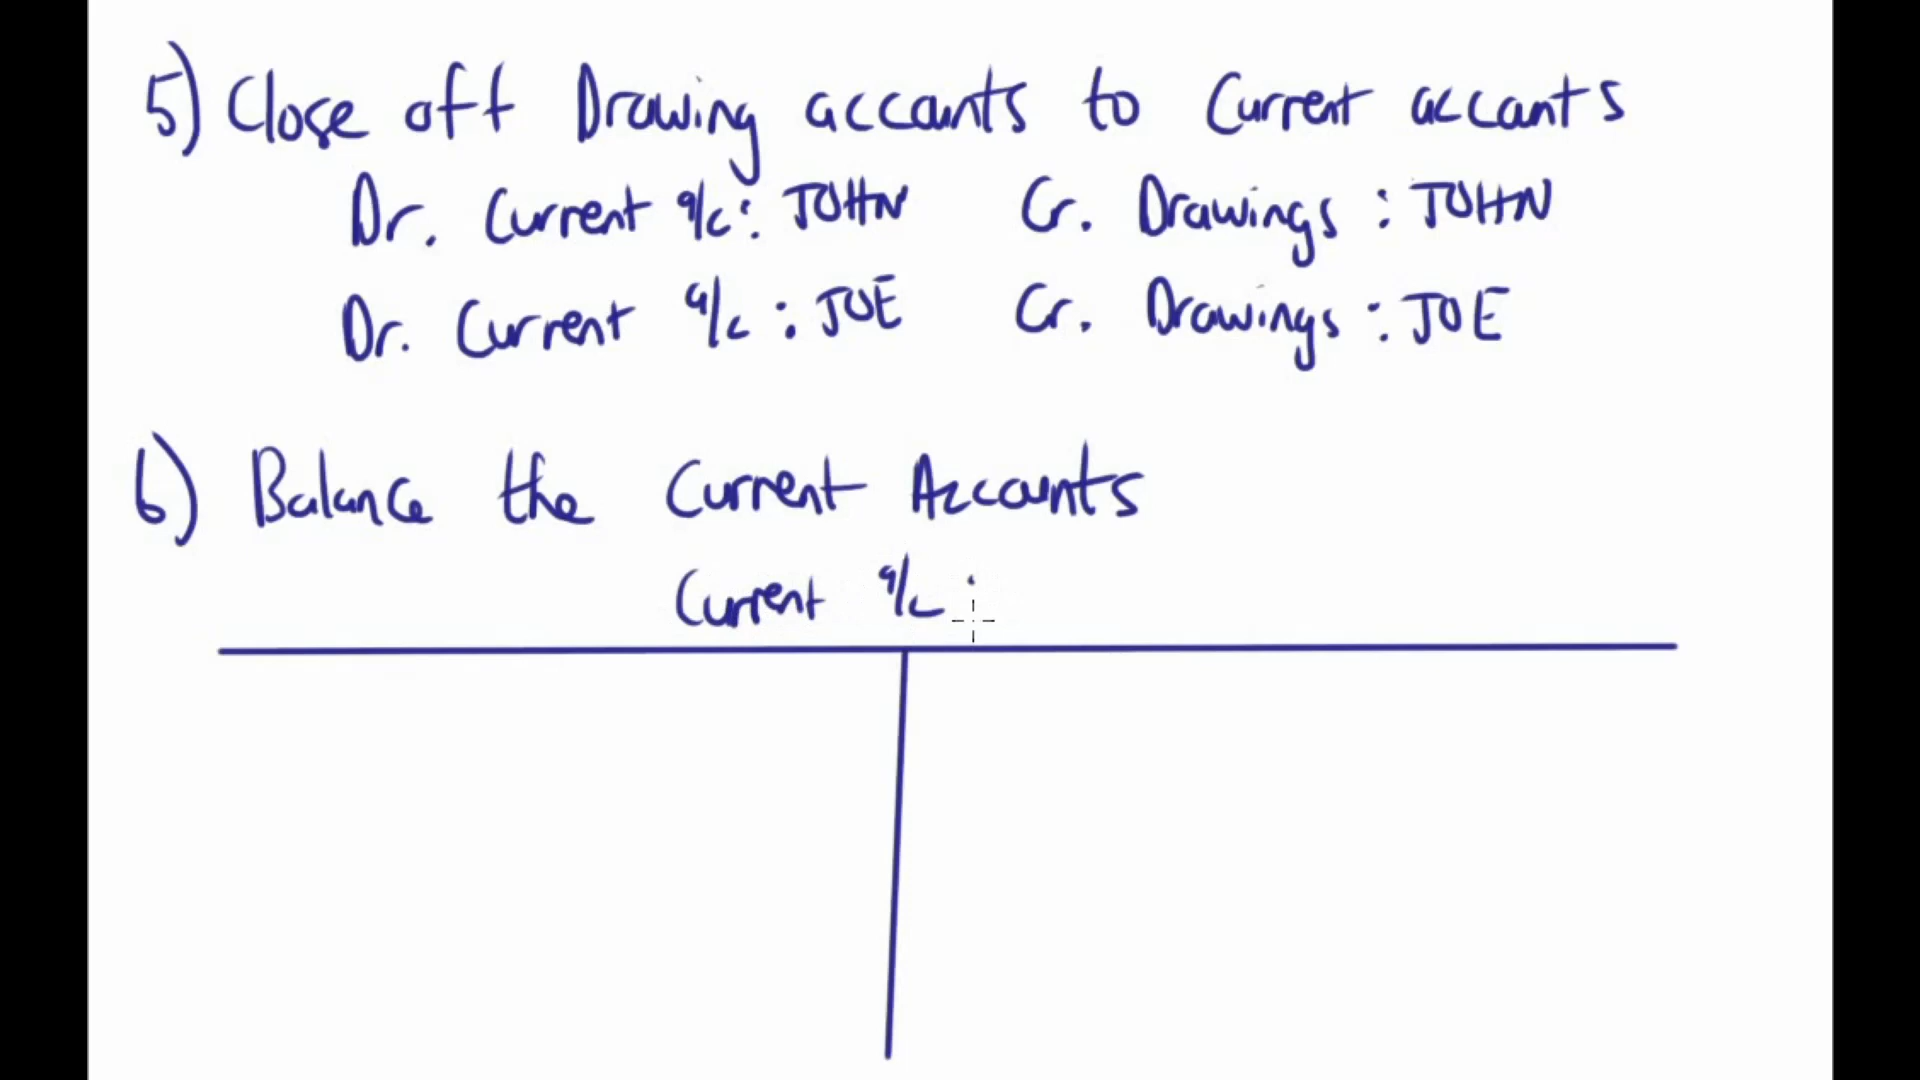 5) Close off Drawing accounts to Current accounts
Dr. Current a/c : JOHN Cr. Drawings : JOHN
Dr. Current a/c : JOE Cr. Drawings : JOE
6) Balance the Current Accounts
Current a/c :